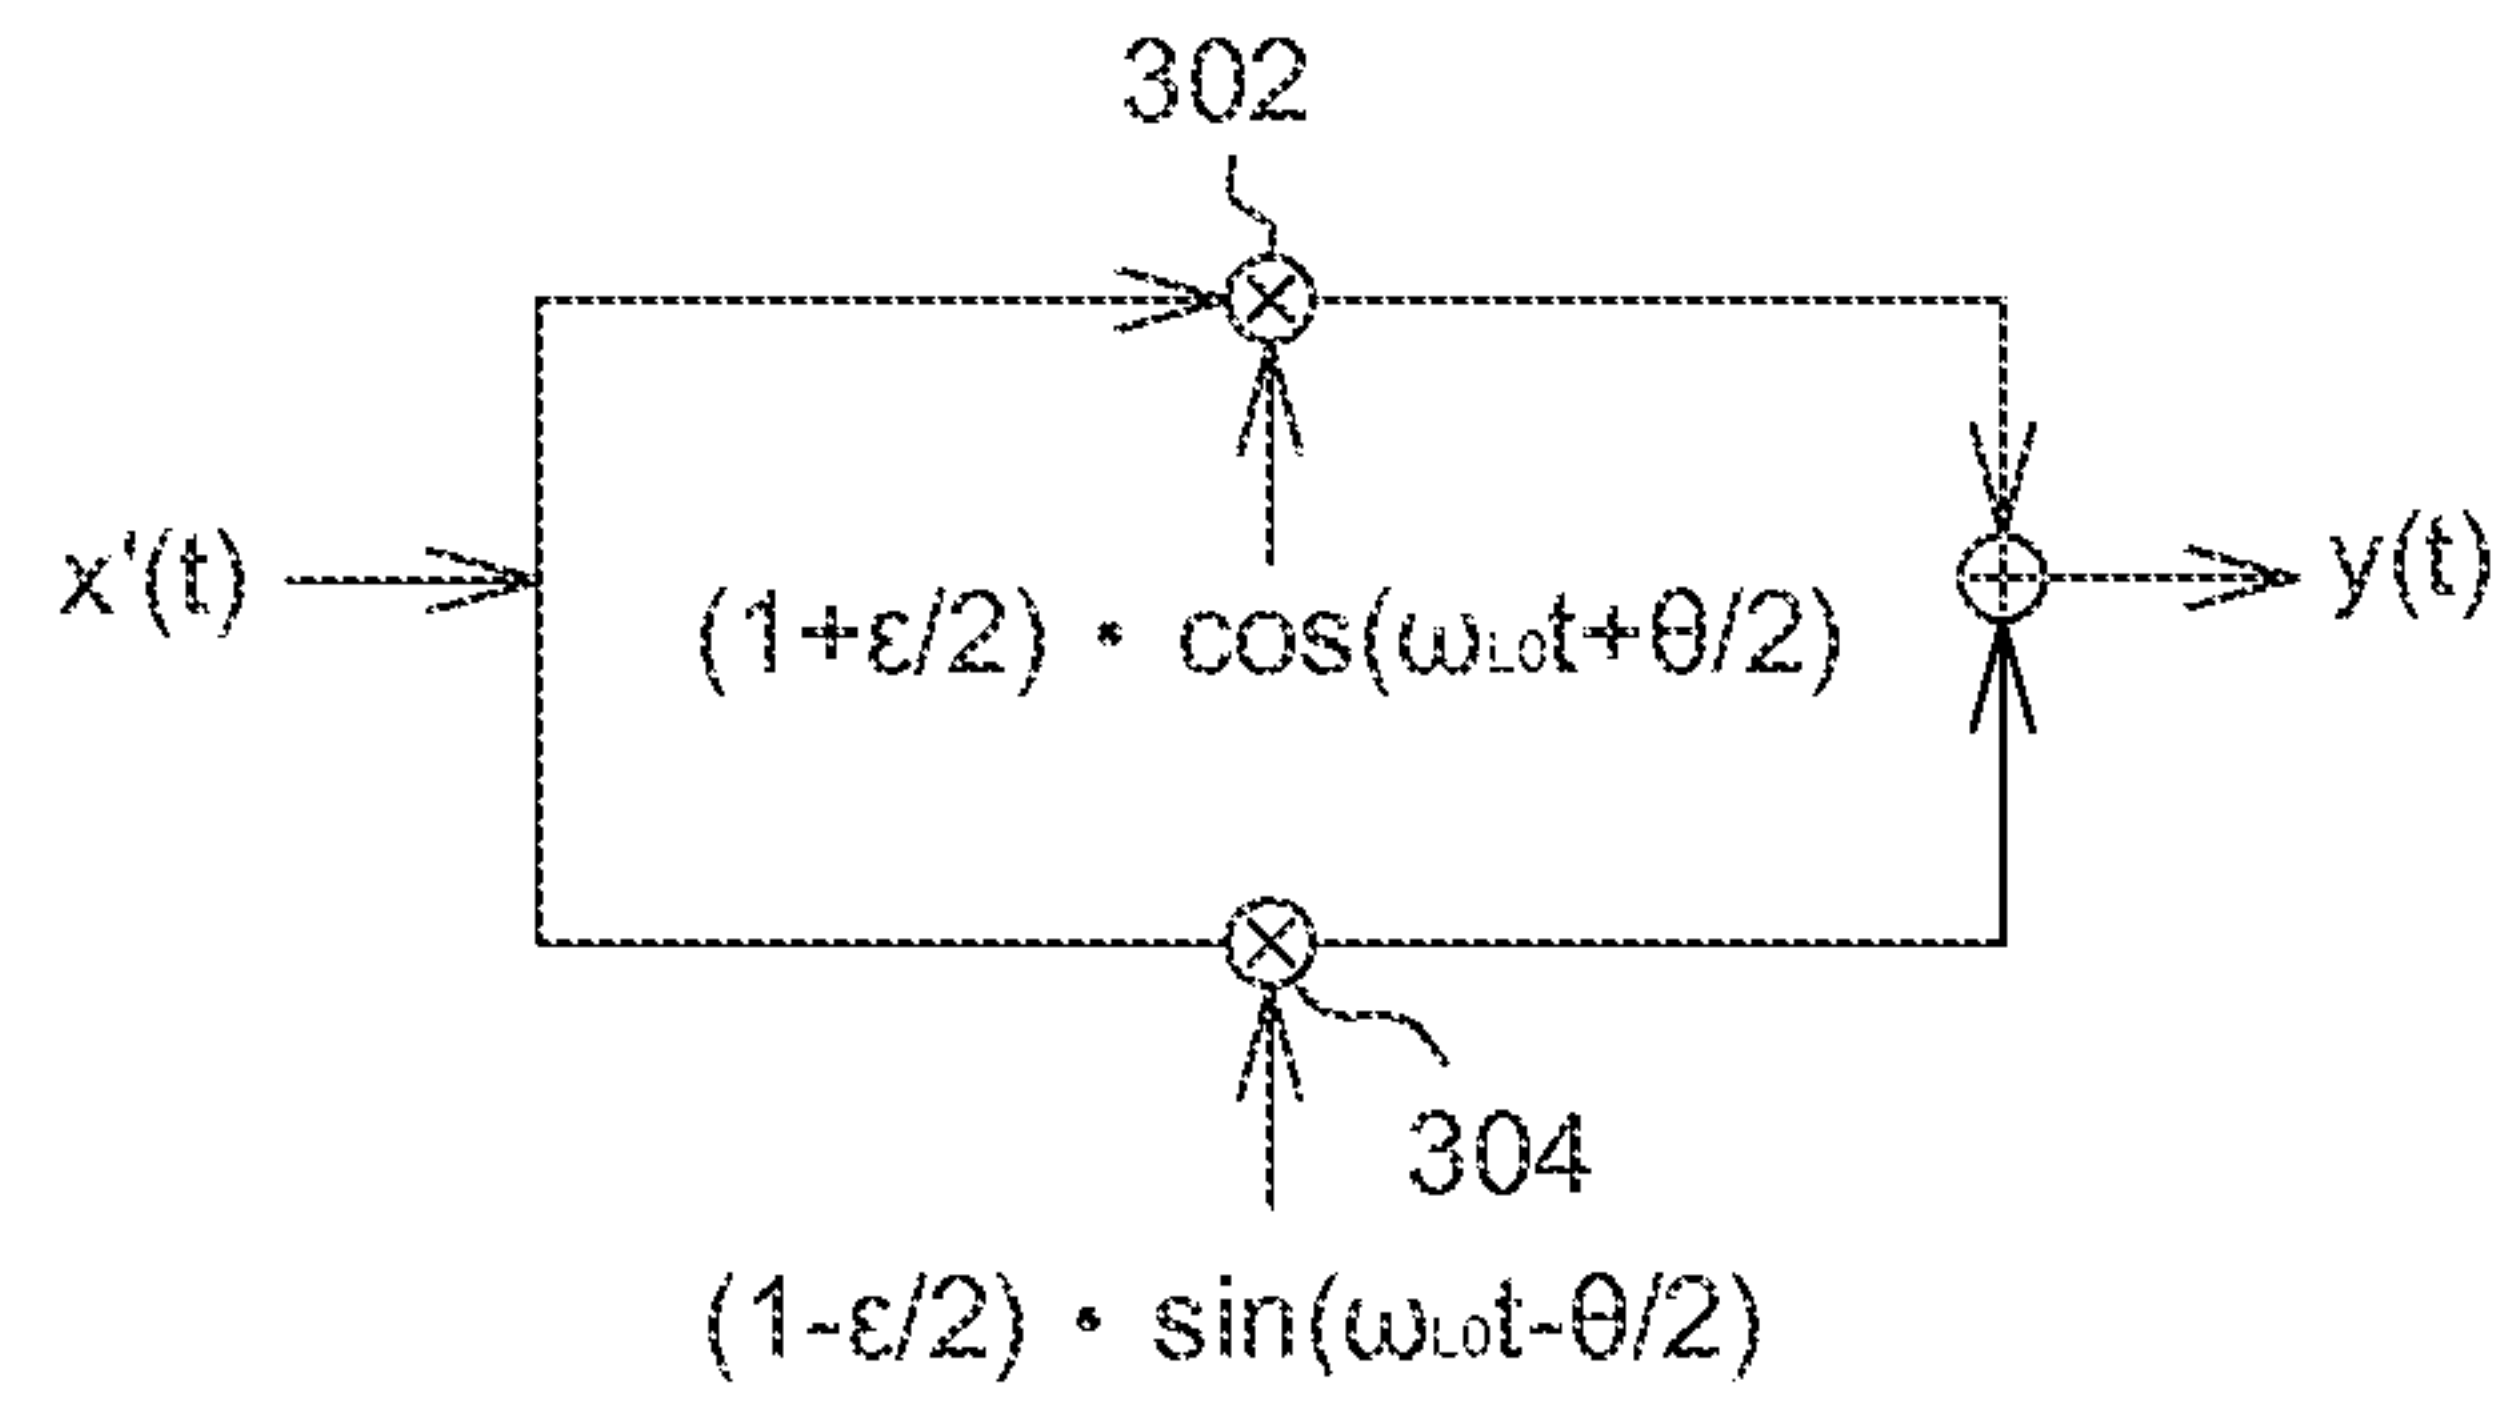 302
x'(t)
y(t)
(1+ε/2) • cos(ωLOt+θ/2)
304
(1-ε/2) • sin(ωLOt-θ/2)